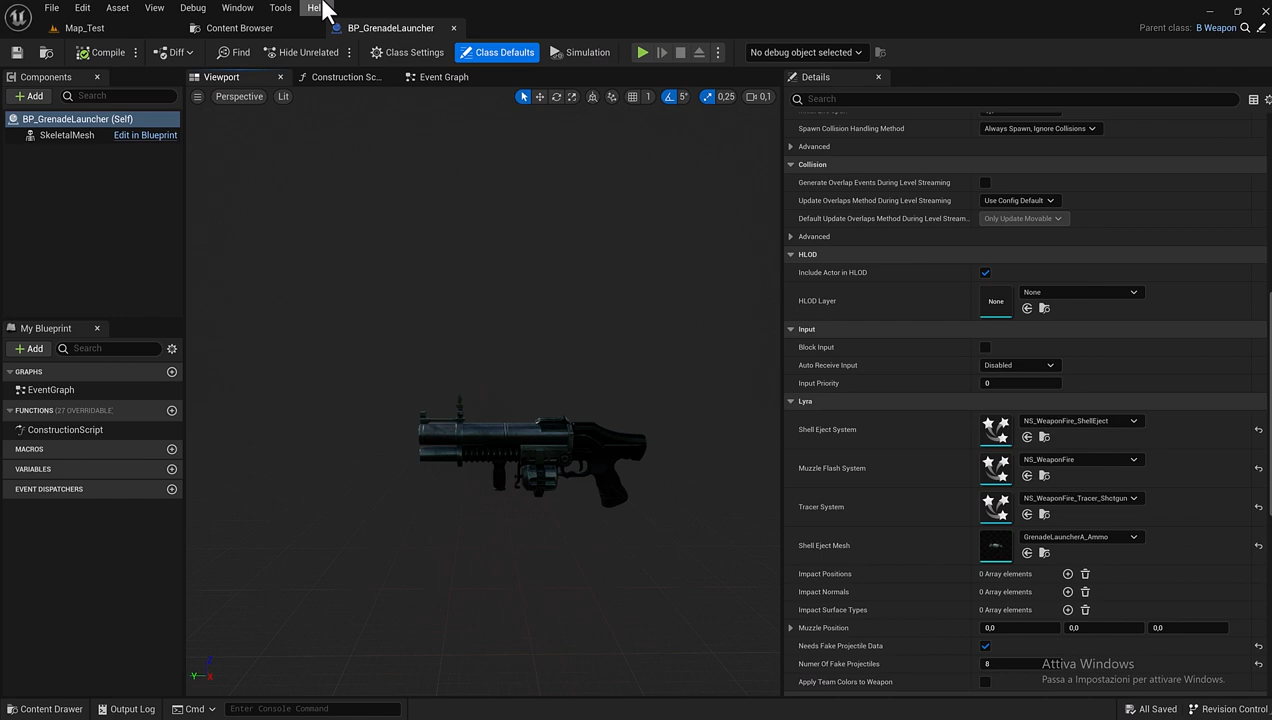 File Edit Asset View Debug Window Tools Hel
Map_Test Content Browser BP_GrenadeLauncher Parent class: B Weapon
Compile Diff Find Hide Unrelated Class Settings Class Defaults Simulation No debug object selected
Components
Add Search
BP_GrenadeLauncher (Self)
SkeletalMesh Edit in Blueprint
My Blueprint
Add Search
GRAPHS
EventGraph
FUNCTIONS (27 OVERRIDABLE)
ConstructionScript
MACROS
VARIABLES
EVENT DISPATCHERS
Viewport Construction Sc... Event Graph
Perspective Lit 1 5° 0,25 0,1
Details
Search
Spawn Collision Handling Method Always Spawn, Ignore Collisions
Advanced
Collision
Generate Overlap Events During Level Streaming
Update Overlaps Method During Level Streaming Use Config Default
Default Update Overlaps Method During Level Stream... Only Update Movable
Advanced
HLOD
Include Actor in HLOD
HLOD Layer None None
Input
Block Input
Auto Receive Input Disabled
Input Priority 0
Lyra
Shell Eject System NS_WeaponFire_ShellEject
Muzzle Flash System NS_WeaponFire
Tracer System NS_WeaponFire_Tracer_Shotgun
Shell Eject Mesh GrenadeLauncherA_Ammo
Impact Positions 0 Array elements
Impact Normals 0 Array elements
Impact Surface Types 0 Array elements
Muzzle Position 0,0 0,0 0,0
Needs Fake Projectile Data
Numer Of Fake Projectiles 8
Apply Team Colors to Weapon
Attiva Windows
Passa a Impostazioni per attivare Windows.
Content Drawer Output Log Cmd Enter Console Command All Saved Revision Control